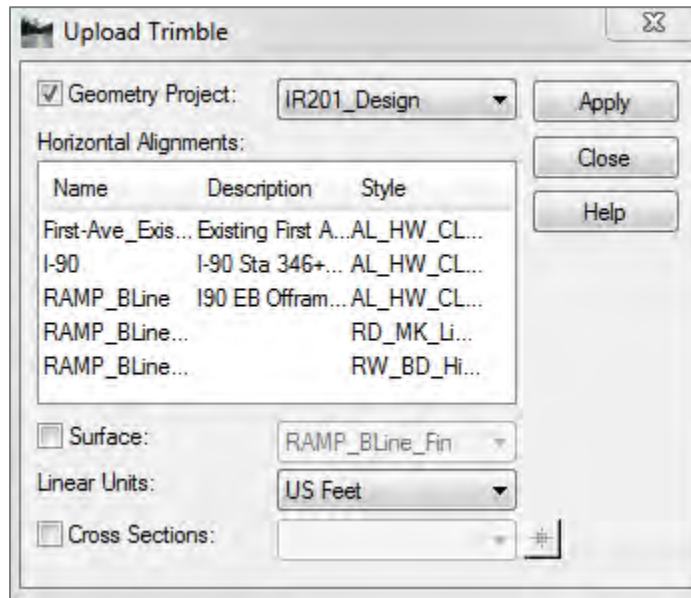 Upload Trimble
Geometry Project: IR201_Design Apply
Horizontal Alignments: Close
Name Description Style Help
First-Ave_Exis... Existing First A...AL_HW_CL...
I-90 I-90 Sta 346+... AL_HW_CL...
RAMP_BLine I90 EB Offram... AL_HW_CL...
RAMP_BLine... RD_MK_Li...
RAMP_BLine... RW_BD_Hi...
Surface: RAMP_BLine_Fin
Linear Units: US Feet
Cross Sections: